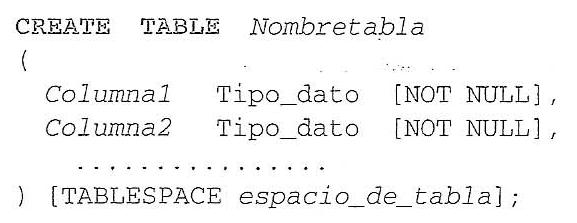 CREATE TABLE Nombretabla
(
Columna1 Tipo_dato [NOT NULL],
Columna2 Tipo_dato [NOT NULL],
................
) [TABLESPACE espacio_de_tabla];